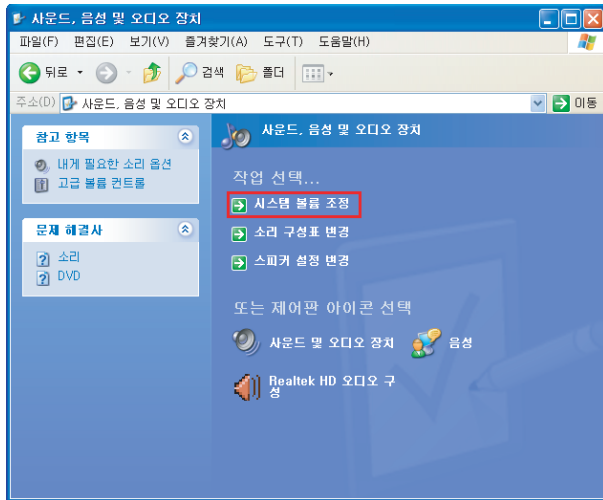 사운드, 음성 및 오디오 장치
파일(F) 편집(E) 보기(V) 즐겨찾기(A) 도구(T) 도움말(H)
뒤로 검색 폴더
주소(D) 사운드, 음성 및 오디오 장치 이동
참고 항목
내게 필요한 소리 옵션
고급 볼륨 컨트롤
문제 해결사
소리
DVD
사운드, 음성 및 오디오 장치
작업 선택...
시스템 볼륨 조정
소리 구성표 변경
스피커 설정 변경
또는 제어판 아이콘 선택
사운드 및 오디오 장치 음성
Realtek HD 오디오 구
성